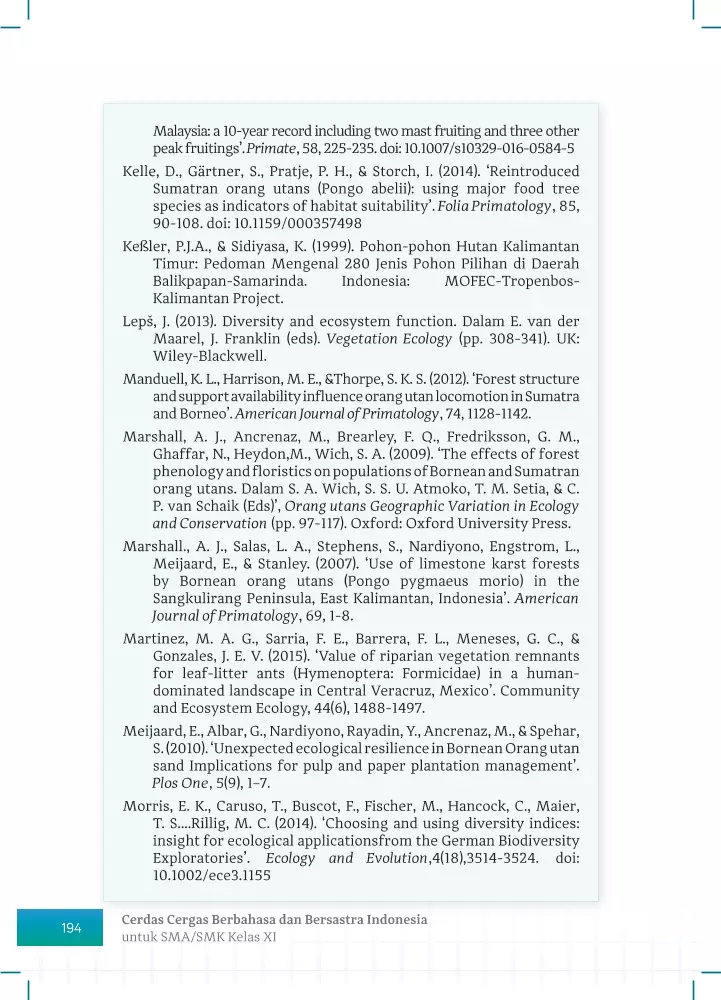 Malaysia: a 10-year record including two mast fruiting and three other
peak fruitings’. Primate, 58, 225-235. doi: 10.1007/s10329-016-0584-5
Kelle, D., Gärtner, S., Pratje, P. H., & Storch, I. (2014). ‘Reintroduced
Sumatran orang utans (Pongo abelii): using major food tree
species as indicators of habitat suitability’. Folia Primatology, 85,
90-108. doi: 10.1159/000357498
Keßler, P.J.A., & Sidiyasa, K. (1999). Pohon-pohon Hutan Kalimantan
Timur: Pedoman Mengenal 280 Jenis Pohon Pilihan di Daerah
Balikpapan-Samarinda. Indonesia: MOFEC-Tropenbos-
Kalimantan Project.
Lepš, J. (2013). Diversity and ecosystem function. Dalam E. van der
Maarel, J. Franklin (eds). Vegetation Ecology (pp. 308-341). UK:
Wiley-Blackwell.
Manduell, K. L., Harrison, M. E., &Thorpe, S. K. S. (2012). ‘Forest structure
and support availability influence orang utan locomotion in Sumatra
and Borneo’. American Journal of Primatology, 74, 1128-1142.
Marshall, A. J., Ancrenaz, M., Brearley, F. Q., Fredriksson, G. M.,
Ghaffar, N., Heydon,M., Wich, S. A. (2009). ‘The effects of forest
phenology and floristics on populations of Bornean and Sumatran
orang utans. Dalam S. A. Wich, S. S. U. Atmoko, T. M. Setia, & C.
P. van Schaik (Eds)’, Orang utans Geographic Variation in Ecology
and Conservation (pp. 97-117). Oxford: Oxford University Press.
Marshall., A. J., Salas, L. A., Stephens, S., Nardiyono, Engstrom, L.,
Meijaard, E., & Stanley. (2007). ‘Use of limestone karst forests
by Bornean orang utans (Pongo pygmaeus morio) in the
Sangkulirang Peninsula, East Kalimantan, Indonesia’. American
Journal of Primatology, 69, 1-8.
Martinez, M. A. G., Sarria, F. E., Barrera, F. L., Meneses, G. C., &
Gonzales, J. E. V. (2015). ‘Value of riparian vegetation remnants
for leaf-litter ants (Hymenoptera: Formicidae) in a human-
dominated landscape in Central Veracruz, Mexico’. Community
and Ecosystem Ecology, 44(6), 1488-1497.
Meijaard, E., Albar, G., Nardiyono, Rayadin, Y., Ancrenaz, M., & Spehar,
S. (2010). ‘Unexpected ecological resilience in Bornean Orang utan
sand Implications for pulp and paper plantation management’.
Plos One, 5(9), 1–7.
Morris, E. K., Caruso, T., Buscot, F., Fischer, M., Hancock, C., Maier,
T. S....Rillig, M. C. (2014). ‘Choosing and using diversity indices:
insight for ecological applicationsfrom the German Biodiversity
Exploratories’. Ecology and Evolution,4(18),3514-3524. doi:
10.1002/ece3.1155
194
Cerdas Cergas Berbahasa dan Bersastra Indonesia
untuk SMA/SMK Kelas XI